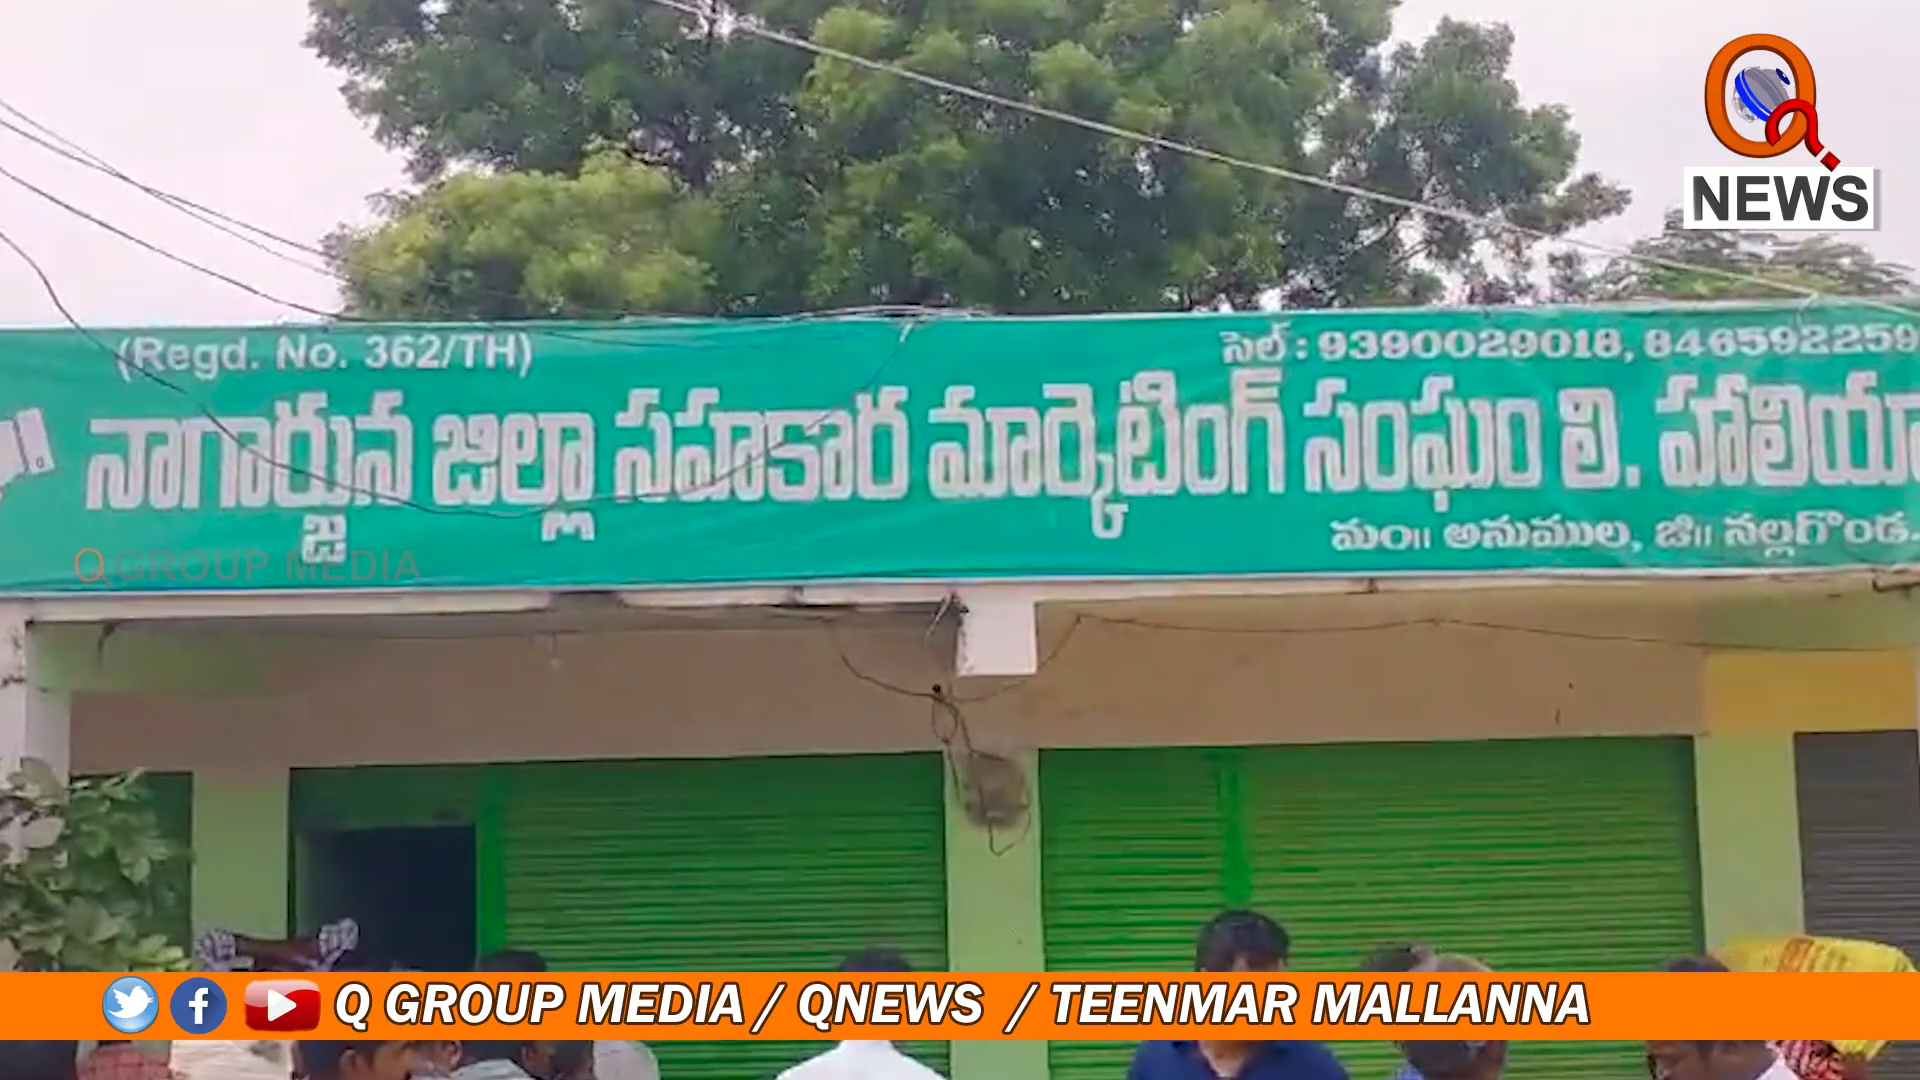 NEWS
(Regd. No. 362/TH)
సెల్ : 9390029018, 846592259
నాగార్జున జిల్లా సహకార మార్కెటింగ్ సంఘం లి. హాలియా
మం॥ అనుముల, జి॥ నల్లగొండ.
Q GROUP MEDIA
Q GROUP MEDIA / QNEWS / TEENMAR MALLANNA